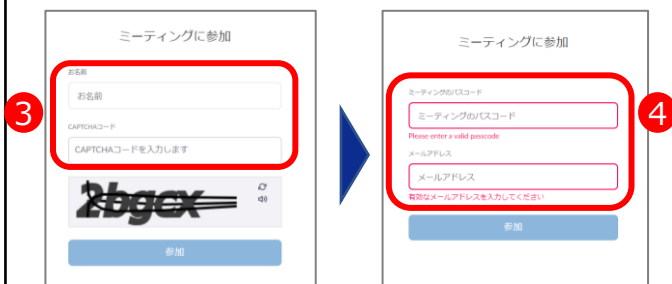 ミーティングに参加
お名前
お名前
CAPTCHAコード
CAPTCHAコードを入力します
2bgcx
参加
3
ミーティングに参加
ミーティングのパスコード
ミーティングのパスコード
Please enter a valid passcode.
メールアドレス
メールアドレス
有効なメールアドレスを入力してください
参加
4